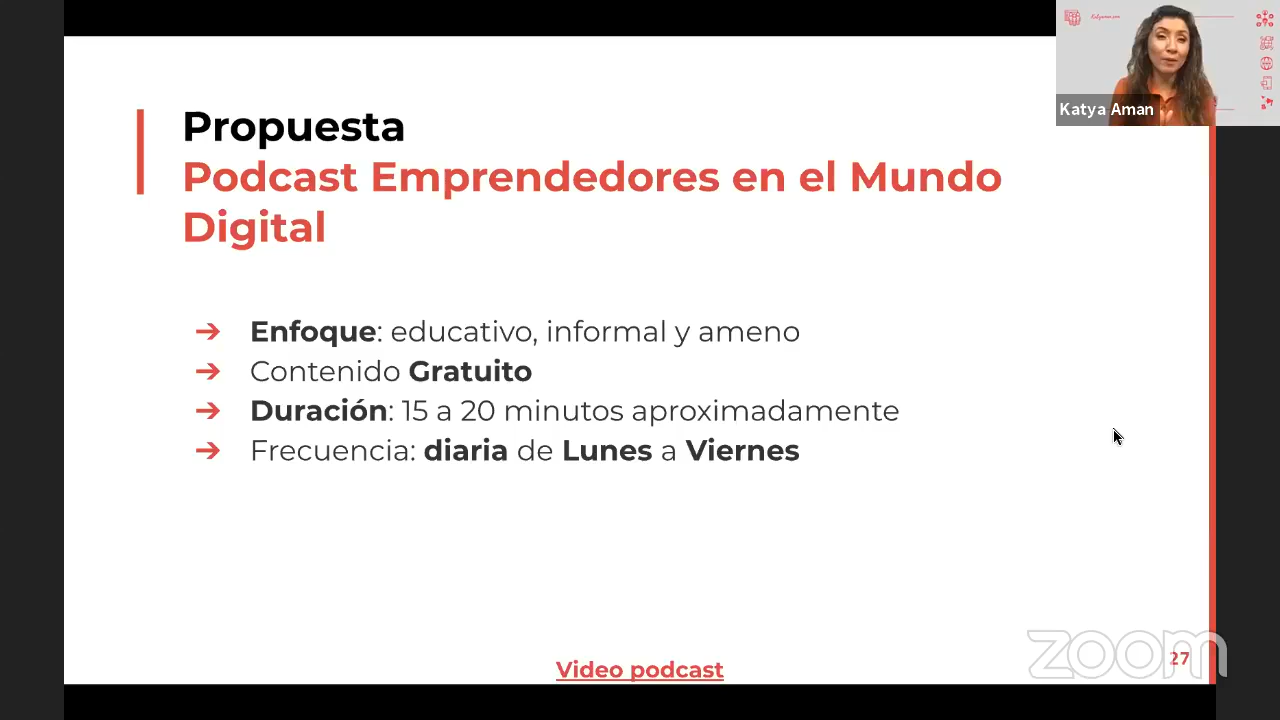 Katya Aman
Propuesta
Podcast Emprendedores en el Mundo
Digital
➔ Enfoque: educativo, informal y ameno
➔ Contenido Gratuito
➔ Duración: 15 a 20 minutos aproximadamente
➔ Frecuencia: diaria de Lunes a Viernes
Video podcast
zoom
27